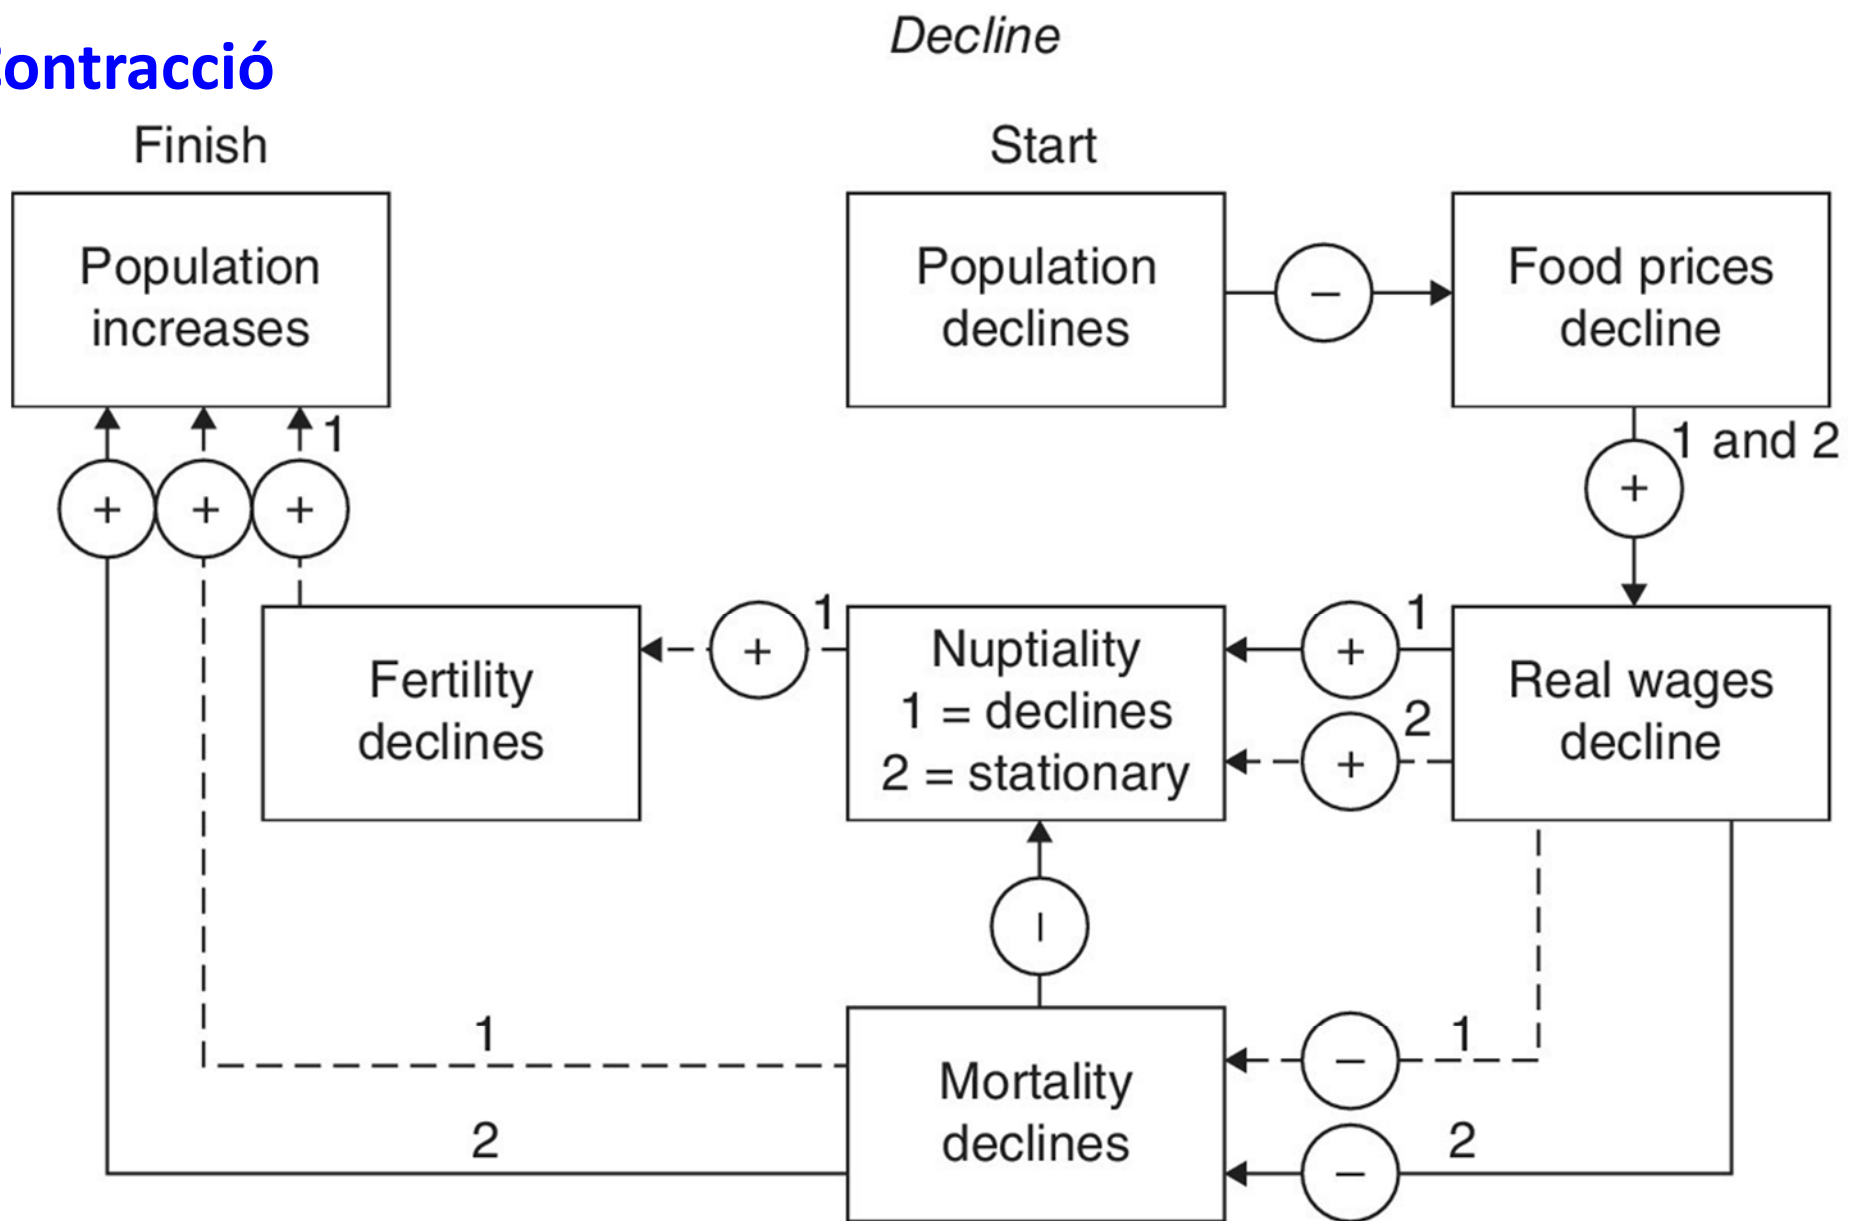 Decline
ontracció
Finish
Start
Population
increases
Population
declines
–
Food prices
decline
1
1 and 2
+
+
+
+
Fertility
declines
+
1
Nuptiality
1 = declines
2 = stationary
+
1
+
2
Real wages
decline
–
1
2
Mortality
declines
–
1
–
2